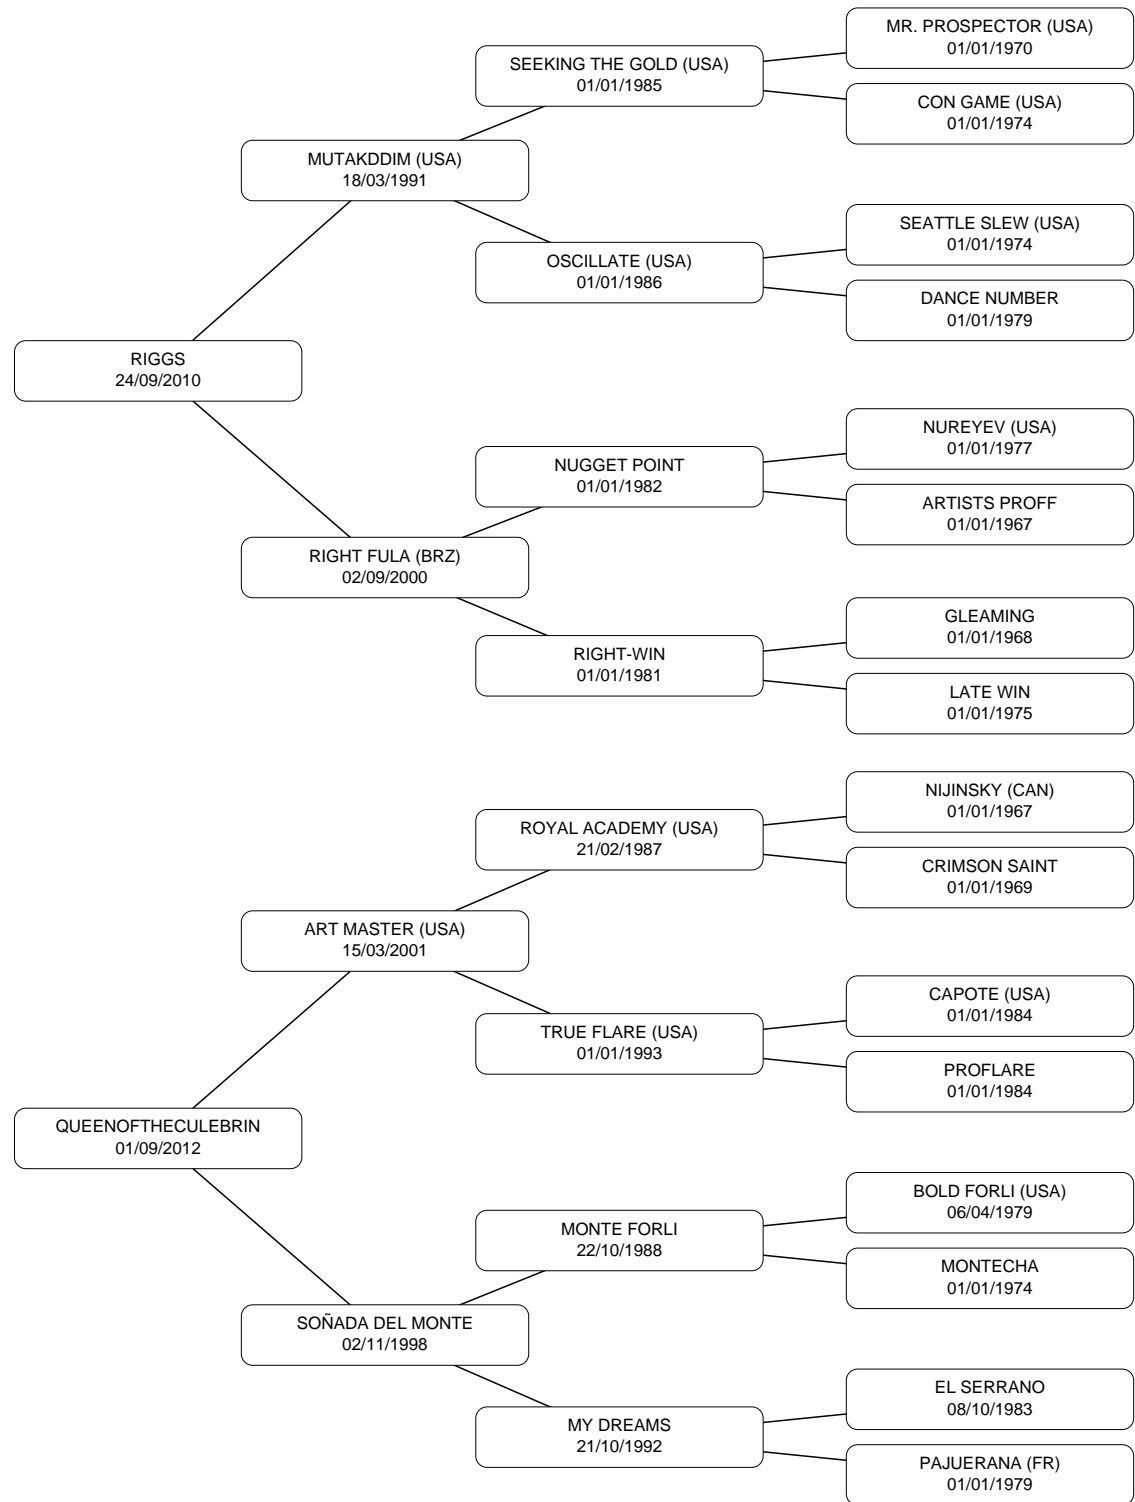 MR. PROSPECTOR (USA)
01/01/1970
SEEKING THE GOLD (USA)
01/01/1985
CON GAME (USA)
01/01/1974
MUTAKDDIM (USA)
18/03/1991
SEATTLE SLEW (USA)
01/01/1974
OSCILLATE (USA)
01/01/1986
DANCE NUMBER
01/01/1979
RIGGS
24/09/2010
NUREYEV (USA)
01/01/1977
NUGGET POINT
01/01/1982
ARTISTS PROFF
01/01/1967
RIGHT FULA (BRZ)
02/09/2000
GLEAMING
01/01/1968
RIGHT-WIN
01/01/1981
LATE WIN
01/01/1975
NIJINSKY (CAN)
01/01/1967
ROYAL ACADEMY (USA)
21/02/1987
CRIMSON SAINT
01/01/1969
ART MASTER (USA)
15/03/2001
CAPOTE (USA)
01/01/1984
TRUE FLARE (USA)
01/01/1993
PROFLARE
01/01/1984
QUEENOFTHECULEBRIN
01/09/2012
BOLD FORLI (USA)
06/04/1979
MONTE FORLI
22/10/1988
MONTECHA
01/01/1974
SOÑADA DEL MONTE
02/11/1998
EL SERRANO
08/10/1983
MY DREAMS
21/10/1992
PAJUERANA (FR)
01/01/1979